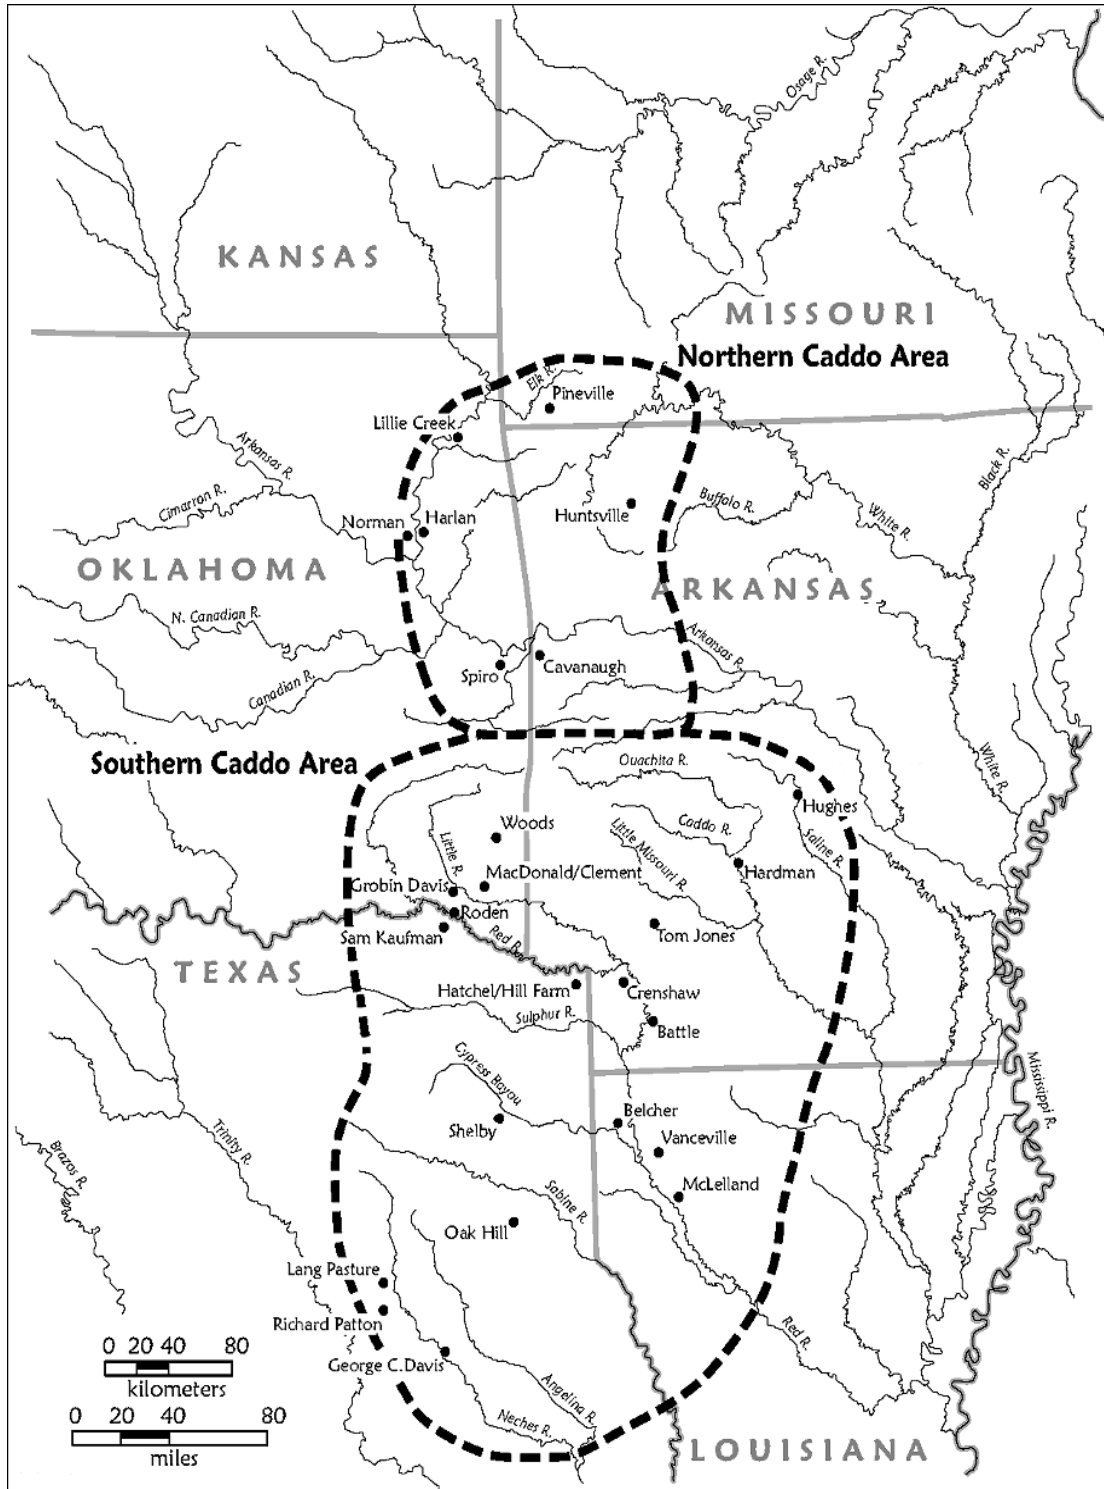 Osage R.
KANSAS
MISSOURI
Northern Caddo Area
Elk R.
Pineville
Lillie Creek
Arkansas R.
Black R.
Cimarron R.
Buffalo R.
White R.
Huntsville
Norman
Harlan
OKLAHOMA
ARKANSAS
N. Canadian R.
Arkansas R.
Canadian R.
Spiro
Cavanaugh
Southern Caddo Area
Ouachita R.
White R.
Hughes
Woods
Little R.
Caddo R.
Little Missouri R.
Saline R.
MacDonald/Clement
Hardman
Grobin Davis
Roden
Sam Kaufman
Red R.
Tom Jones
TEXAS
Hatchel/Hill Farm
Crenshaw
Sulphur R.
Battle
Cypress Bayou
Mississippi R.
Belcher
Shelby
Vanceville
Trinity R.
Brazos R.
McLelland
Sabine R.
Oak Hill
Lang Pasture
Richard Patton
Red R.
George C.Davis
0 20 40 80
kilometers
Angelina R.
Neches R.
0 20 40 80
miles
LOUISIANA